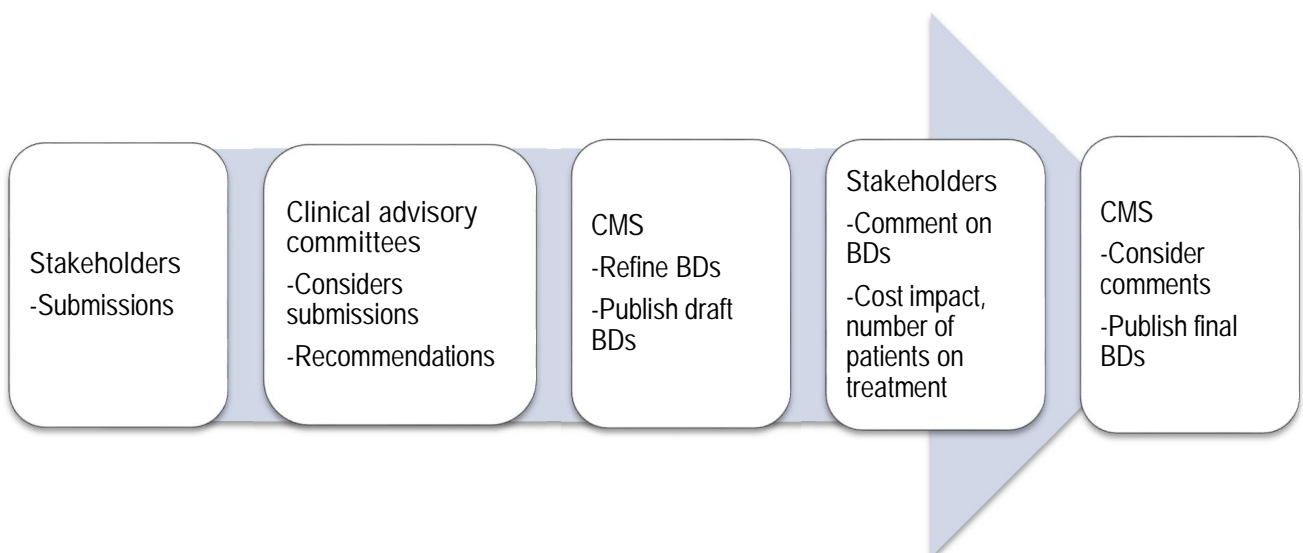 Stakeholders
-Submissions
Clinical advisory
committees
-Considers
submissions
-Recommendations
CMS
-Refine BDs
-Publish draft
BDs
Stakeholders
-Comment on
BDs
-Cost impact,
number of
patients on
treatment
CMS
-Consider
comments
-Publish final
BDs